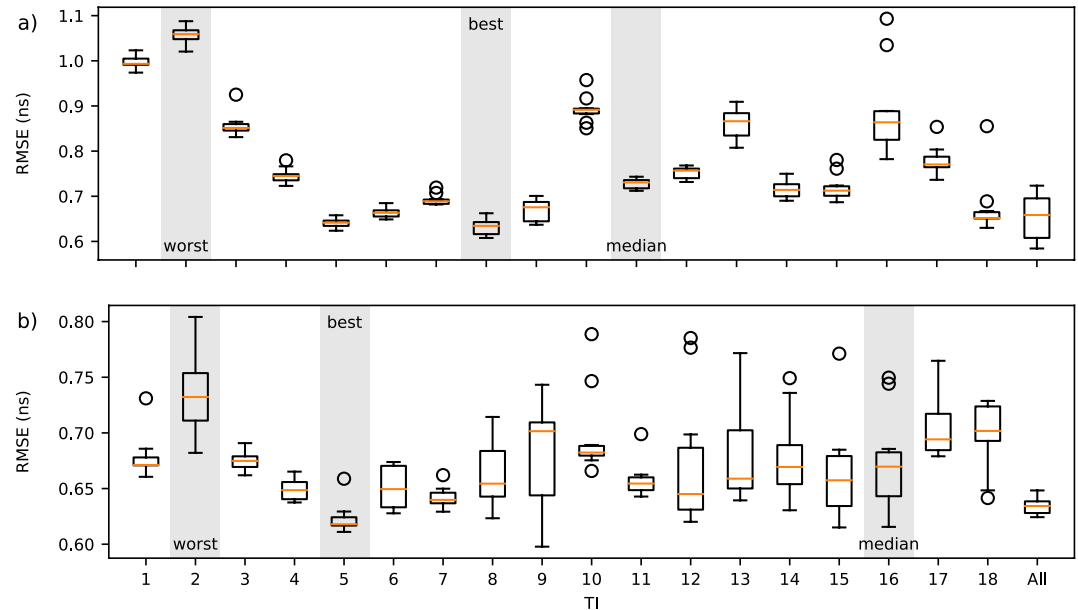 a)
RMSE (ns)
1.1
1.0
0.9
0.8
0.7
0.6
best
worst
median
b)
RMSE (ns)
0.80
0.75
0.70
0.65
0.60
best
worst
median
1 2 3 4 5 6 7 8 9 10 11 12 13 14 15 16 17 18 All
TI